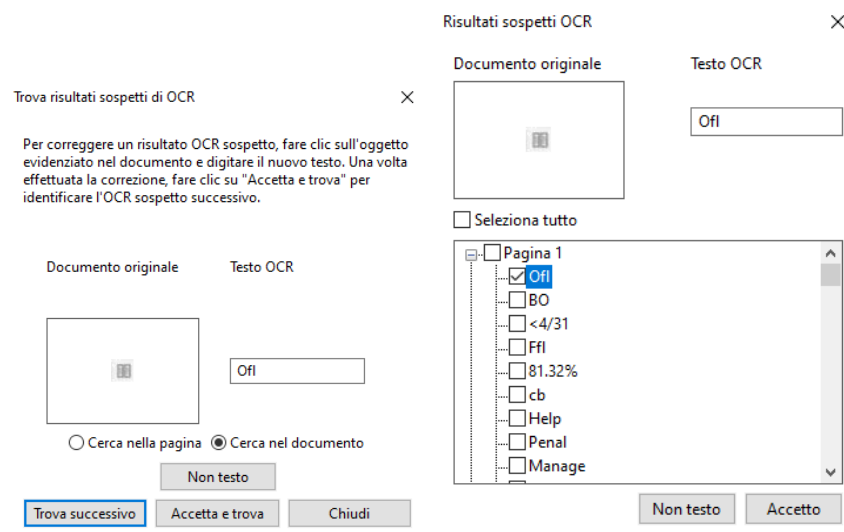 Trova risultati sospetti di OCR
Per correggere un risultato OCR sospetto, fare clic sull'oggetto
evidenziato nel documento e digitare il nuovo testo. Una volta
effettuata la correzione, fare clic su "Accetta e trova" per
identificare l'OCR sospetto successivo.
Documento originale Testo OCR
Ofl
Cerca nella pagina Cerca nel documento
Non testo
Trova successivo Accetta e trova Chiudi
Risultati sospetti OCR
Documento originale Testo OCR
Ofl
Seleziona tutto
Pagina 1
Ofl
BO
<4/31
Ffl
81.32%
cb
Help
Penal
Manage
Non testo Accetto